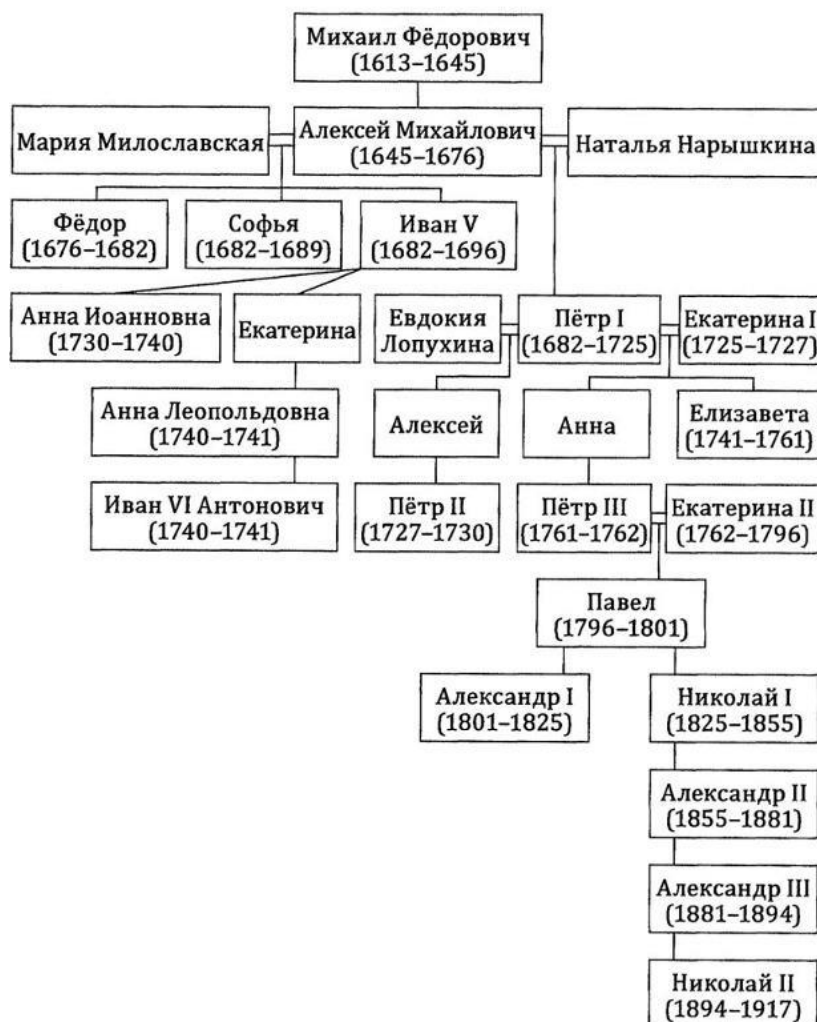 Михаил Фёдорович
(1613–1645)
Мария Милославская
Алексей Михайлович
(1645–1676)
Наталья Нарышкина
Фёдор
(1676–1682)
Софья
(1682–1689)
Иван V
(1682–1696)
Анна Иоанновна
(1730–1740)
Екатерина
Евдокия
Лопухина
Пётр I
(1682–1725)
Екатерина I
(1725–1727)
Анна Леопольдовна
(1740–1741)
Алексей
Анна
Елизавета
(1741–1761)
Иван VI Антонович
(1740–1741)
Пётр II
(1727–1730)
Пётр III
(1761–1762)
Екатерина II
(1762–1796)
Павел
(1796–1801)
Александр I
(1801–1825)
Николай I
(1825–1855)
Александр II
(1855–1881)
Александр III
(1881–1894)
Николай II
(1894–1917)